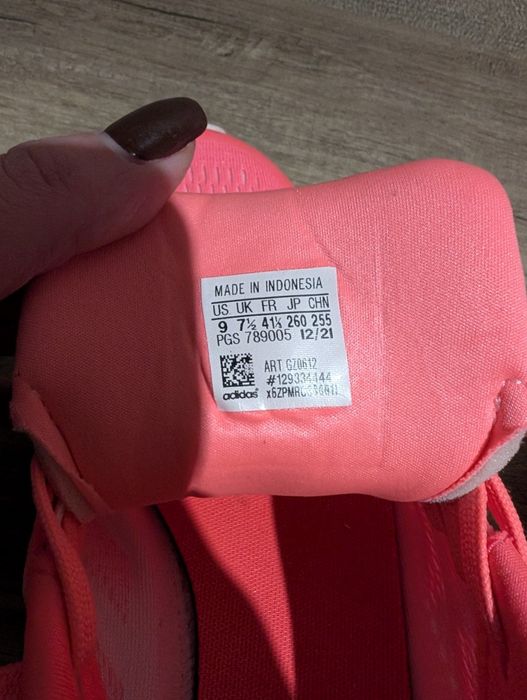 MADE IN INDONESIA
US UK FR JP CHN
9 7½ 41⅓ 260 255
PGS 789005 12/21
ART GZ0612
#129334444
adidas